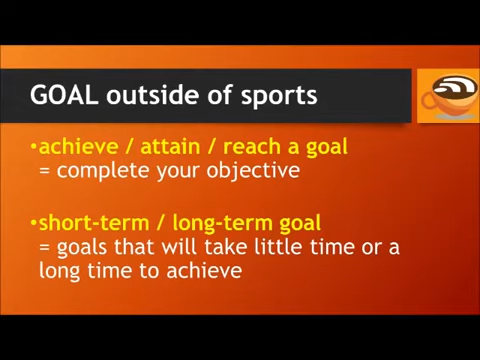 GOAL outside of sports
•achieve / attain / reach a goal
= complete your objective
•short-term / long-term goal
= goals that will take little time or a
long time to achieve